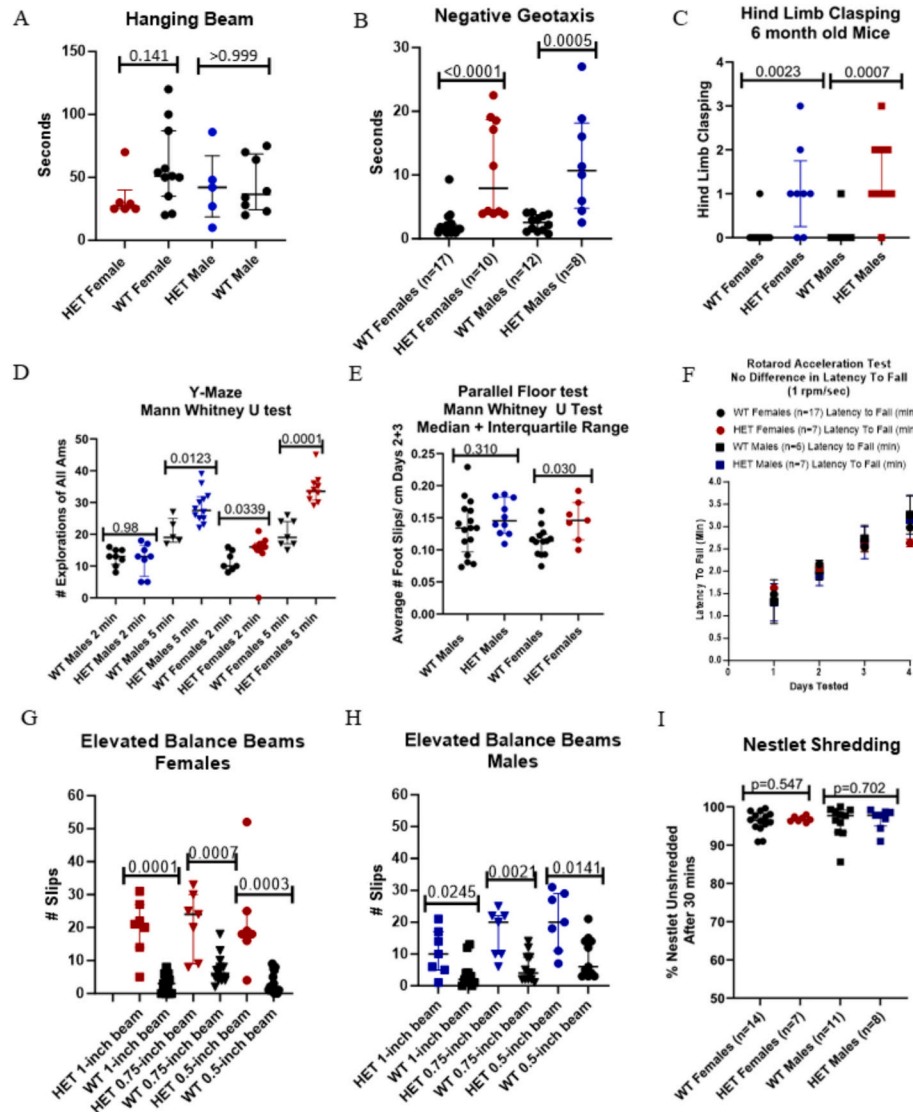 A
Hanging Beam
0.141
>0.999
150
100
50
0
Seconds
HET Female
WT Female
HET Male
WT Male
B
Negative Geotaxis
<0.0001
0.0005
30
20
10
0
Seconds
WT Females (n=17)
HET Females (n=10)
WT Males (n=12)
HET Males (n=8)
C
Hind Limb Clasping
6 month old Mice
0.0023
0.0007
4
3
2
1
0
Hind Limb Clasping
WT Females
HET Females
WT Males
HET Males
D
Y-Maze
Mann Whitney U test
0.98
0.0123
0.0339
0.0001
50
40
30
20
10
0
# Explorations of All Ams
WT Males 2 min
HET Males 2 min
WT Males 5 min
HET Males 5 min
WT Females 2 min
HET Females 2 min
WT Females 5 min
HET Females 5 min
E
Parallel Floor test
Mann Whitney U Test
Median + Interquartile Range
0.310
0.030
0.25
0.20
0.15
0.10
0.05
0.00
Average # Foot Slips/ cm Days 2+3
WT Males
HET Males
WT Females
HET Females
F
Rotarod Acceleration Test
No Difference in Latency To Fall
(1 rpm/sec)
WT Females (n=17) Latency to Fall (min
HET Females (n=7) Latency To Fall (min)
WT Males (n=6) Latency to Fall (min)
HET Males (n=7) Latency To Fall (min)
4.0
3.5
3.0
2.5
2.0
1.5
1.0
0.5
0.0
Latency To Fall (Min)
0
1
2
3
4
Days Tested
G
Elevated Balance Beams
Females
0.0001
0.0007
0.0003
60
50
40
30
20
10
0
# Slips
HET 1-inch beam
WT 1-inch beam
HET 0.75-inch beam
WT 0.75-inch beam
HET 0.5-inch beam
WT 0.5-inch beam
H
Elevated Balance Beams
Males
0.0245
0.0021
0.0141
60
50
40
30
20
10
0
# Slips
HET 1-inch beam
WT 1-inch beam
HET 0.75-inch beam
WT 0.75-inch beam
HET 0.5-inch beam
WT 0.5-inch beam
I
Nestlet Shredding
p=0.547
p=0.702
100
90
80
70
60
50
% Nestlet Unshredded
After 30 mins
WT Females (n=14)
HET Females (n=7)
WT Males (n=11)
HET Males (n=8)